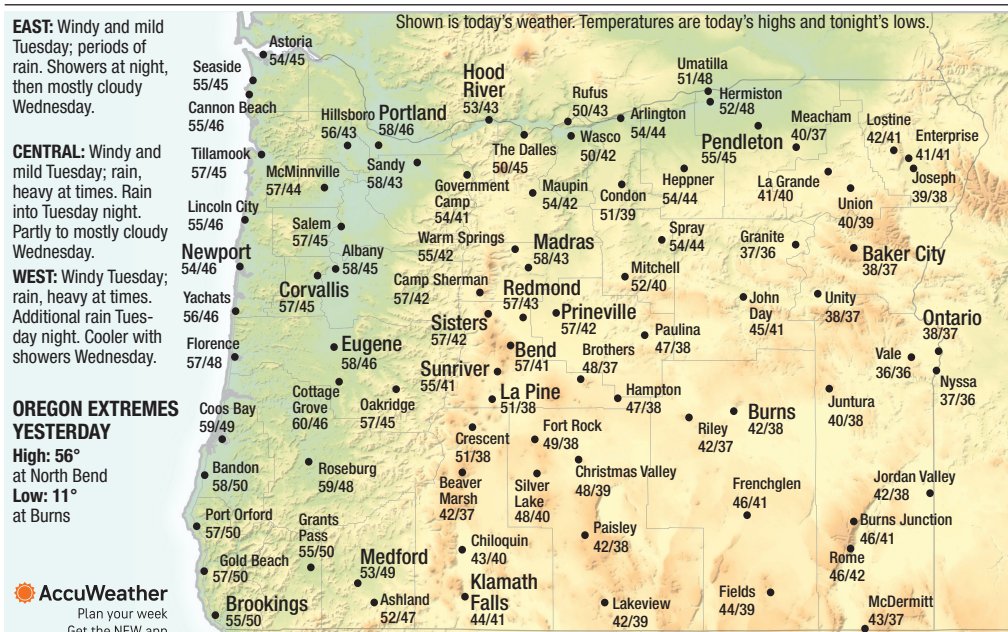 EAST: Windy and mild
Tuesday; periods of
rain. Showers at night,
then mostly cloudy
Wednesday.
CENTRAL: Windy and
mild Tuesday; rain,
heavy at times. Rain
into Tuesday night.
Partly to mostly cloudy
Wednesday.
WEST: Windy Tuesday;
rain, heavy at times.
Additional rain Tues-
day night. Cooler with
showers Wednesday.
OREGON EXTREMES
YESTERDAY
High: 56°
at North Bend
Low: 11°
at Burns
AccuWeather
Plan your week
Get the NEW app
Shown is today's weather. Temperatures are today's highs and tonight's lows.
Astoria
54/45
Seaside
55/45
Cannon Beach
55/46
Hillsboro
56/43
Portland
58/46
Hood
River
53/43
Rufus
50/43
Umatilla
51/48
Hermiston
52/48
Arlington
54/44
Wasco
50/42
The Dalles
50/45
Pendleton
55/45
Meacham
40/37
Lostine
42/41
Enterprise
41/41
Joseph
39/38
Tillamook
57/45
McMinnville
57/44
Sandy
58/43
Government
Camp
54/41
Maupin
54/42
Condon
51/39
Heppner
54/44
La Grande
41/40
Union
40/39
Lincoln City
55/46
Salem
57/45
Newport
54/46
Albany
58/45
Corvallis
57/45
Warm Springs
55/42
Madras
58/43
Spray
54/44
Granite
37/36
Baker City
38/37
Camp Sherman
57/42
Redmond
57/43
Mitchell
52/40
Yachats
56/46
Sisters
57/42
Prineville
57/42
John
Day
45/41
Unity
38/37
Ontario
38/37
Florence
57/48
Eugene
58/46
Bend
57/41
Paulina
47/38
Brothers
48/37
Vale
36/36
Nyssa
37/36
Sunriver
55/41
Cottage
Grove
60/46
Oakridge
57/45
La Pine
51/38
Hampton
47/38
Juntura
40/38
Coos Bay
59/49
Crescent
51/38
Fort Rock
49/38
Riley
42/37
Burns
42/38
Bandon
58/50
Roseburg
59/48
Beaver
Marsh
42/37
Silver
Lake
48/40
Christmas Valley
48/39
Frenchglen
46/41
Jordan Valley
42/38
Port Orford
57/50
Grants
Pass
55/50
Chiloquin
43/40
Paisley
42/38
Burns Junction
46/41
Rome
46/42
Gold Beach
57/50
Medford
53/49
Klamath
Falls
44/41
Brookings
55/50
Ashland
52/47
Lakeview
42/39
Fields
44/39
McDermitt
43/37